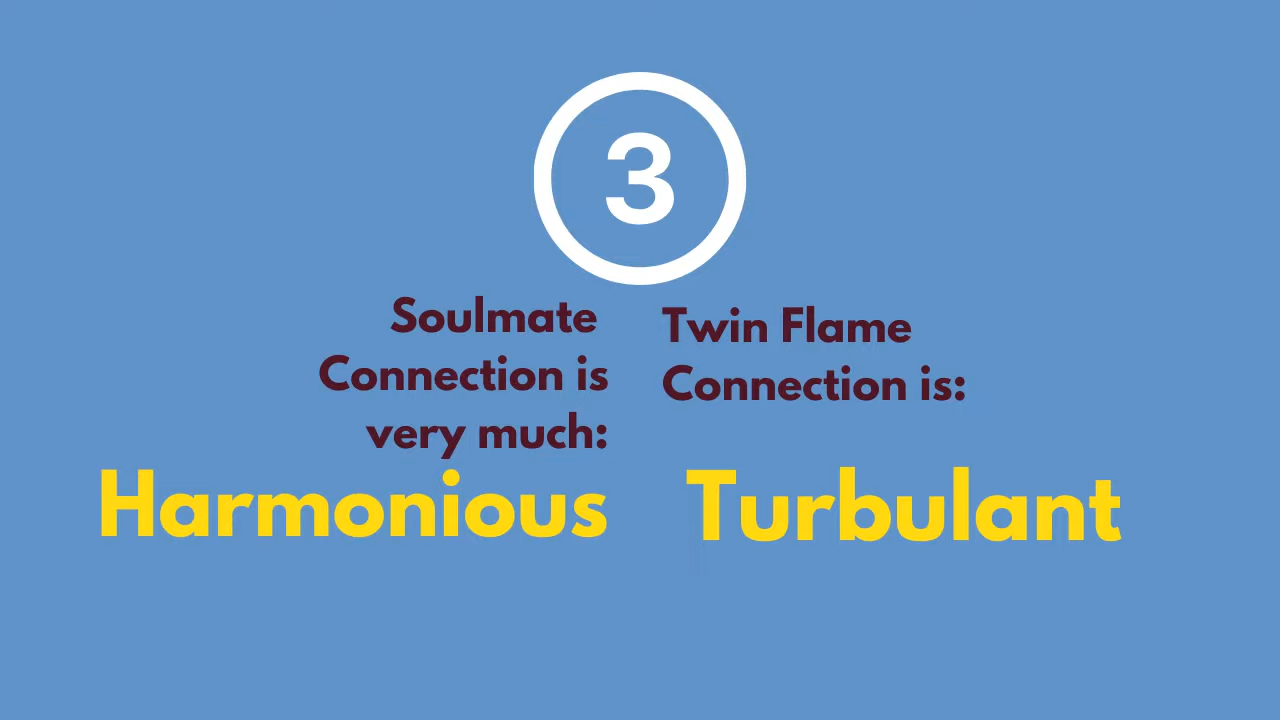 3
Soulmate
Connection is
very much:
Harmonious
Twin Flame
Connection is:
Turbulant